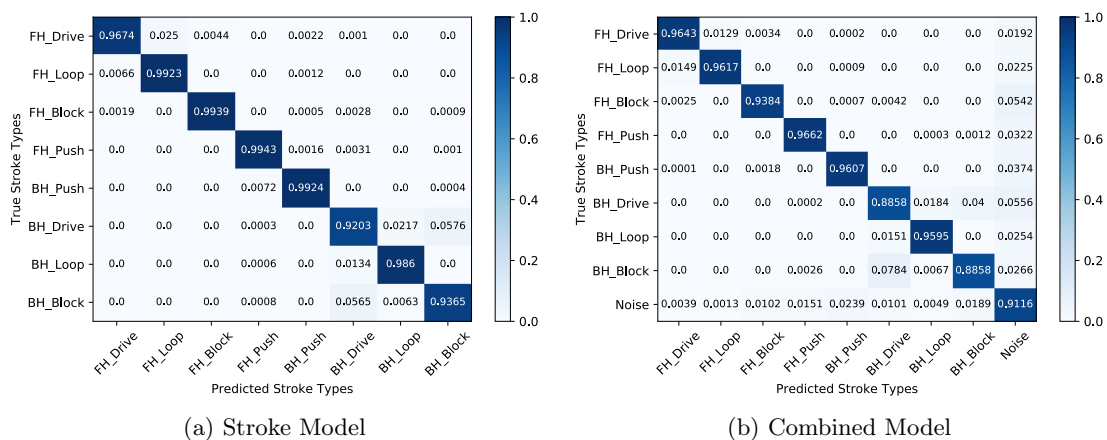 True Stroke Types
FH_Drive 0.9674 0.025 0.0044 0.0 0.0022 0.001 0.0 0.0
FH_Loop 0.0066 0.9923 0.0 0.0 0.0012 0.0 0.0 0.0
FH_Block 0.0019 0.0 0.9939 0.0 0.0005 0.0028 0.0 0.0009
FH_Push 0.0 0.0 0.0 0.9943 0.0016 0.0031 0.0 0.001
BH_Push 0.0 0.0 0.0 0.0072 0.9924 0.0 0.0 0.0004
BH_Drive 0.0 0.0 0.0 0.0003 0.0 0.9203 0.0217 0.0576
BH_Loop 0.0 0.0 0.0 0.0006 0.0 0.0134 0.986 0.0
BH_Block 0.0 0.0 0.0 0.0008 0.0 0.0565 0.0063 0.9365
FH_Drive FH_Loop FH_Block FH_Push BH_Push BH_Drive BH_Loop BH_Block
Predicted Stroke Types
1.0
0.8
0.6
0.4
0.2
0.0
(a) Stroke Model
True Stroke Types
FH_Drive 0.9643 0.0129 0.0034 0.0 0.0002 0.0 0.0 0.0 0.0192
FH_Loop 0.0149 0.9617 0.0 0.0 0.0009 0.0 0.0 0.0 0.0225
FH_Block 0.0025 0.0 0.9384 0.0 0.0007 0.0042 0.0 0.0 0.0542
FH_Push 0.0 0.0 0.0 0.9662 0.0 0.0 0.0003 0.0012 0.0322
BH_Push 0.0001 0.0 0.0018 0.0 0.9607 0.0 0.0 0.0 0.0374
BH_Drive 0.0 0.0 0.0 0.0002 0.0 0.8858 0.0184 0.04 0.0556
BH_Loop 0.0 0.0 0.0 0.0 0.0 0.0151 0.9595 0.0 0.0254
BH_Block 0.0 0.0 0.0 0.0026 0.0 0.0784 0.0067 0.8858 0.0266
Noise 0.0039 0.0013 0.0102 0.0151 0.0239 0.0101 0.0049 0.0189 0.9116
FH_Drive FH_Loop FH_Block FH_Push BH_Push BH_Drive BH_Loop BH_Block Noise
Predicted Stroke Types
1.0
0.8
0.6
0.4
0.2
0.0
(b) Combined Model